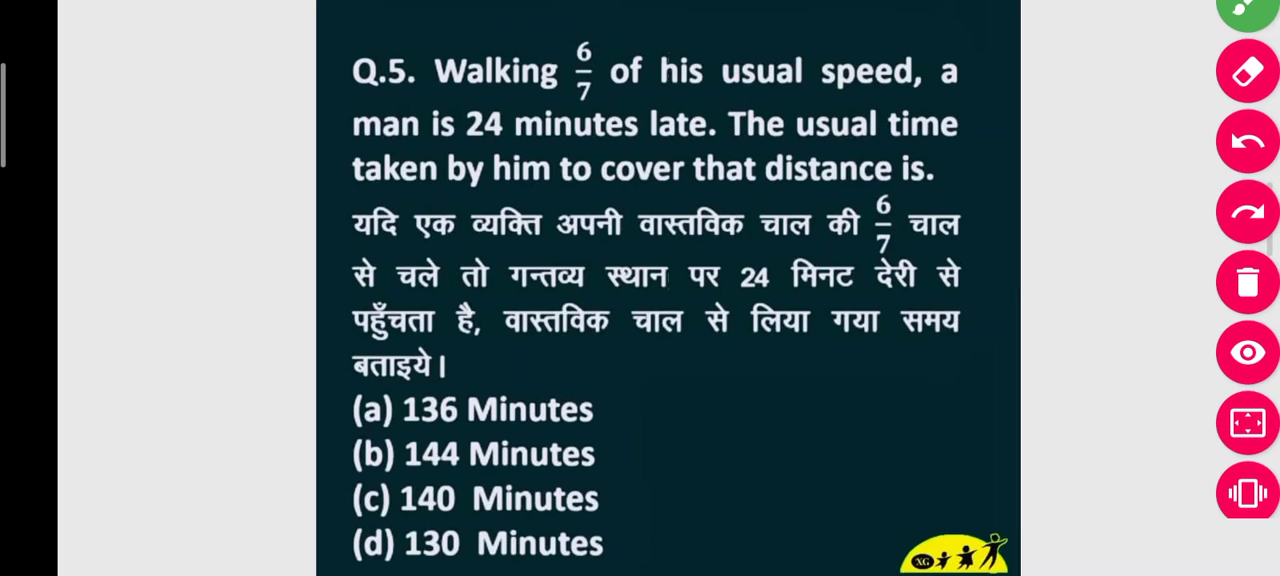 Q.5. Walking 6/7 of his usual speed, a
man is 24 minutes late. The usual time
taken by him to cover that distance is.
यदि एक व्यक्ति अपनी वास्तविक चाल की 6/7 चाल
से चले तो गन्तव्य स्थान पर 24 मिनट देरी से
पहुँचता है, वास्तविक चाल से लिया गया समय
बताइये।
(a) 136 Minutes
(b) 144 Minutes
(c) 140 Minutes
(d) 130 Minutes
XG